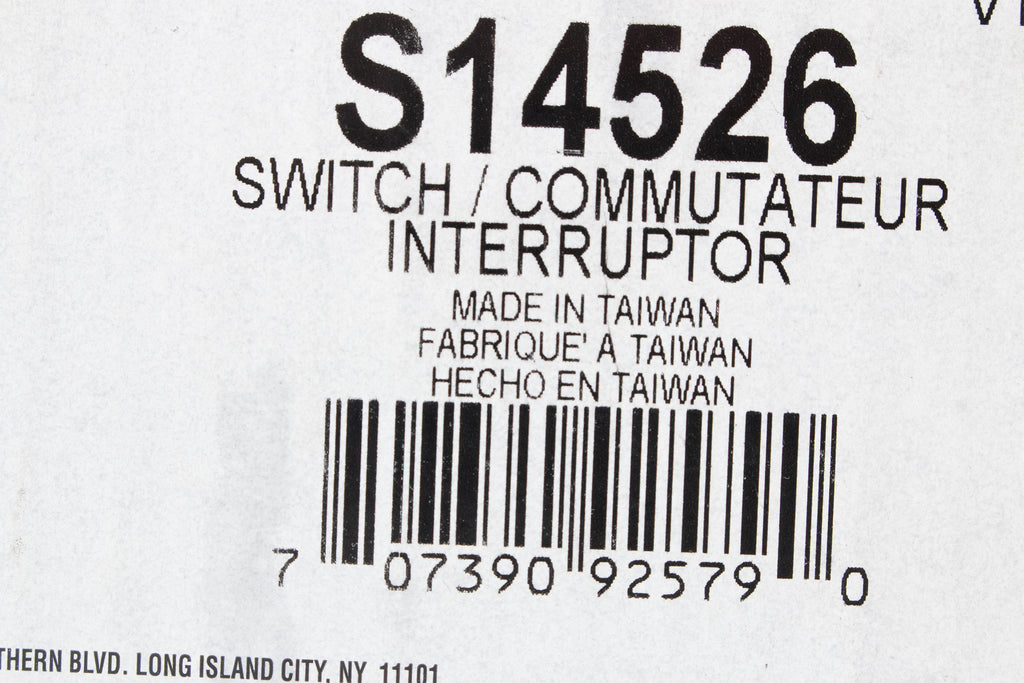 S14526
SWITCH / COMMUTATEUR
INTERRUPTOR
MADE IN TAIWAN
FABRIQUE' A TAIWAN
HECHO EN TAIWAN
7 07390 92579 0
THERN BLVD. LONG ISLAND CITY, NY 11101